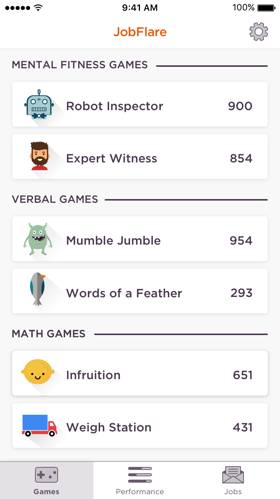 9:41 AM 100%
JobFlare
MENTAL FITNESS GAMES
Robot Inspector 900
Expert Witness 854
VERBAL GAMES
Mumble Jumble 954
Words of a Feather 293
MATH GAMES
Infruition 651
Weigh Station 431
Games Performance Jobs